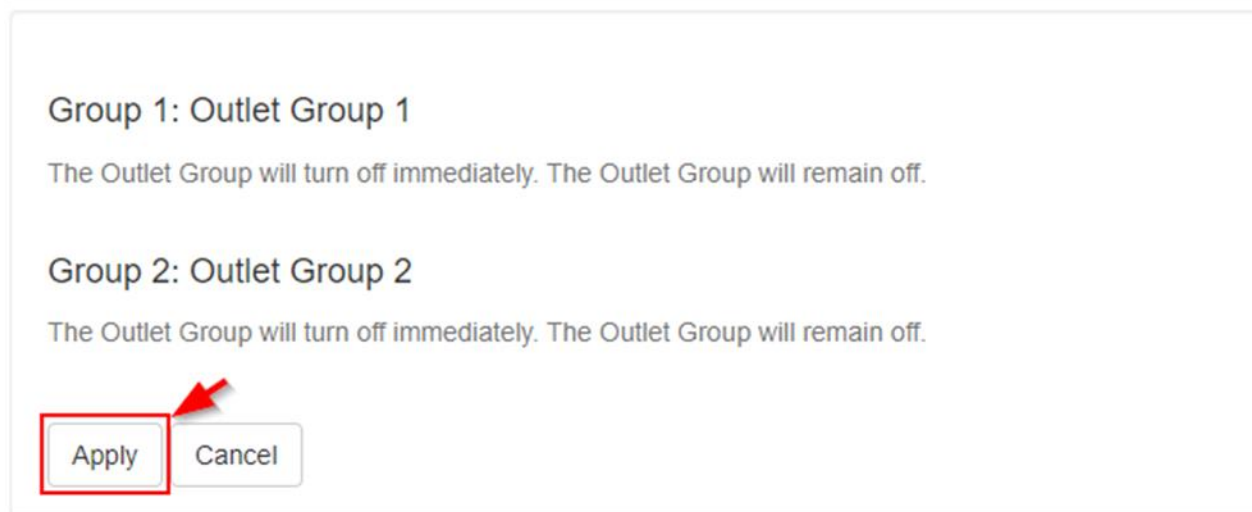 Group 1: Outlet Group 1
The Outlet Group will turn off immediately. The Outlet Group will remain off.
Group 2: Outlet Group 2
The Outlet Group will turn off immediately. The Outlet Group will remain off.
Apply Cancel